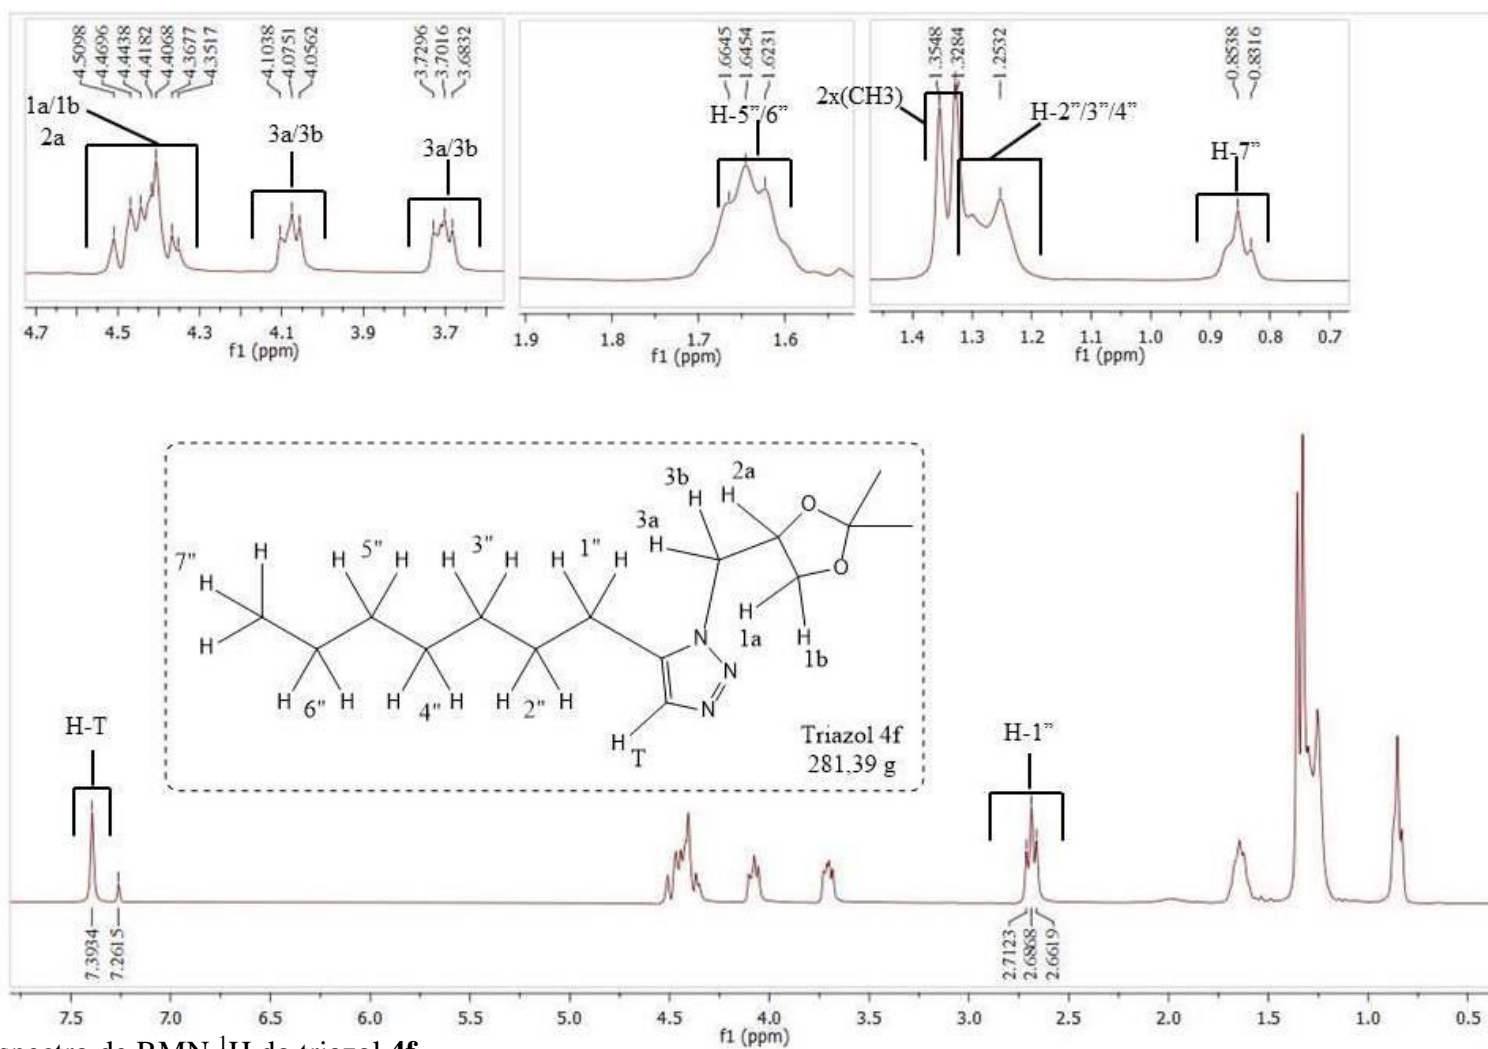 4.5098
4.4696
4.4438
4.4182
4.4068
4.3677
4.3517
4.1038
4.0751
4.0562
3.7296
3.7016
3.6832
1a/1b
2a
3a/3b
3a/3b
4.7 4.5 4.3 4.1 3.9 3.7
f1 (ppm)
1.6645
1.6454
1.6231
H-5”/6”
1.9 1.8 1.7 1.6
f1 (ppm)
1.3548
1.3284
1.2532
0.8538
0.8316
2x(CH3)
H-2”/3”/4”
H-7”
1.4 1.3 1.2 1.1 1.0 0.9 0.8 0.7
f1 (ppm)
3b 2a
H H O
3a
H
O
7" H H 5" H H 3" H H 1" H
H
H
H
1a
H
1b
N
N
N
H H H H H H
6" 4" 2"
H
T
Triazol 4f
281,39 g
H-T
H-1”
7.3934
7.2615
2.7123
2.6868
2.6619
7.5 7.0 6.5 6.0 5.5 5.0 4.5 4.0 3.5 3.0 2.5 2.0 1.5 1.0 0.5
f1 (ppm)
de RMN ¹H do triazol 4f